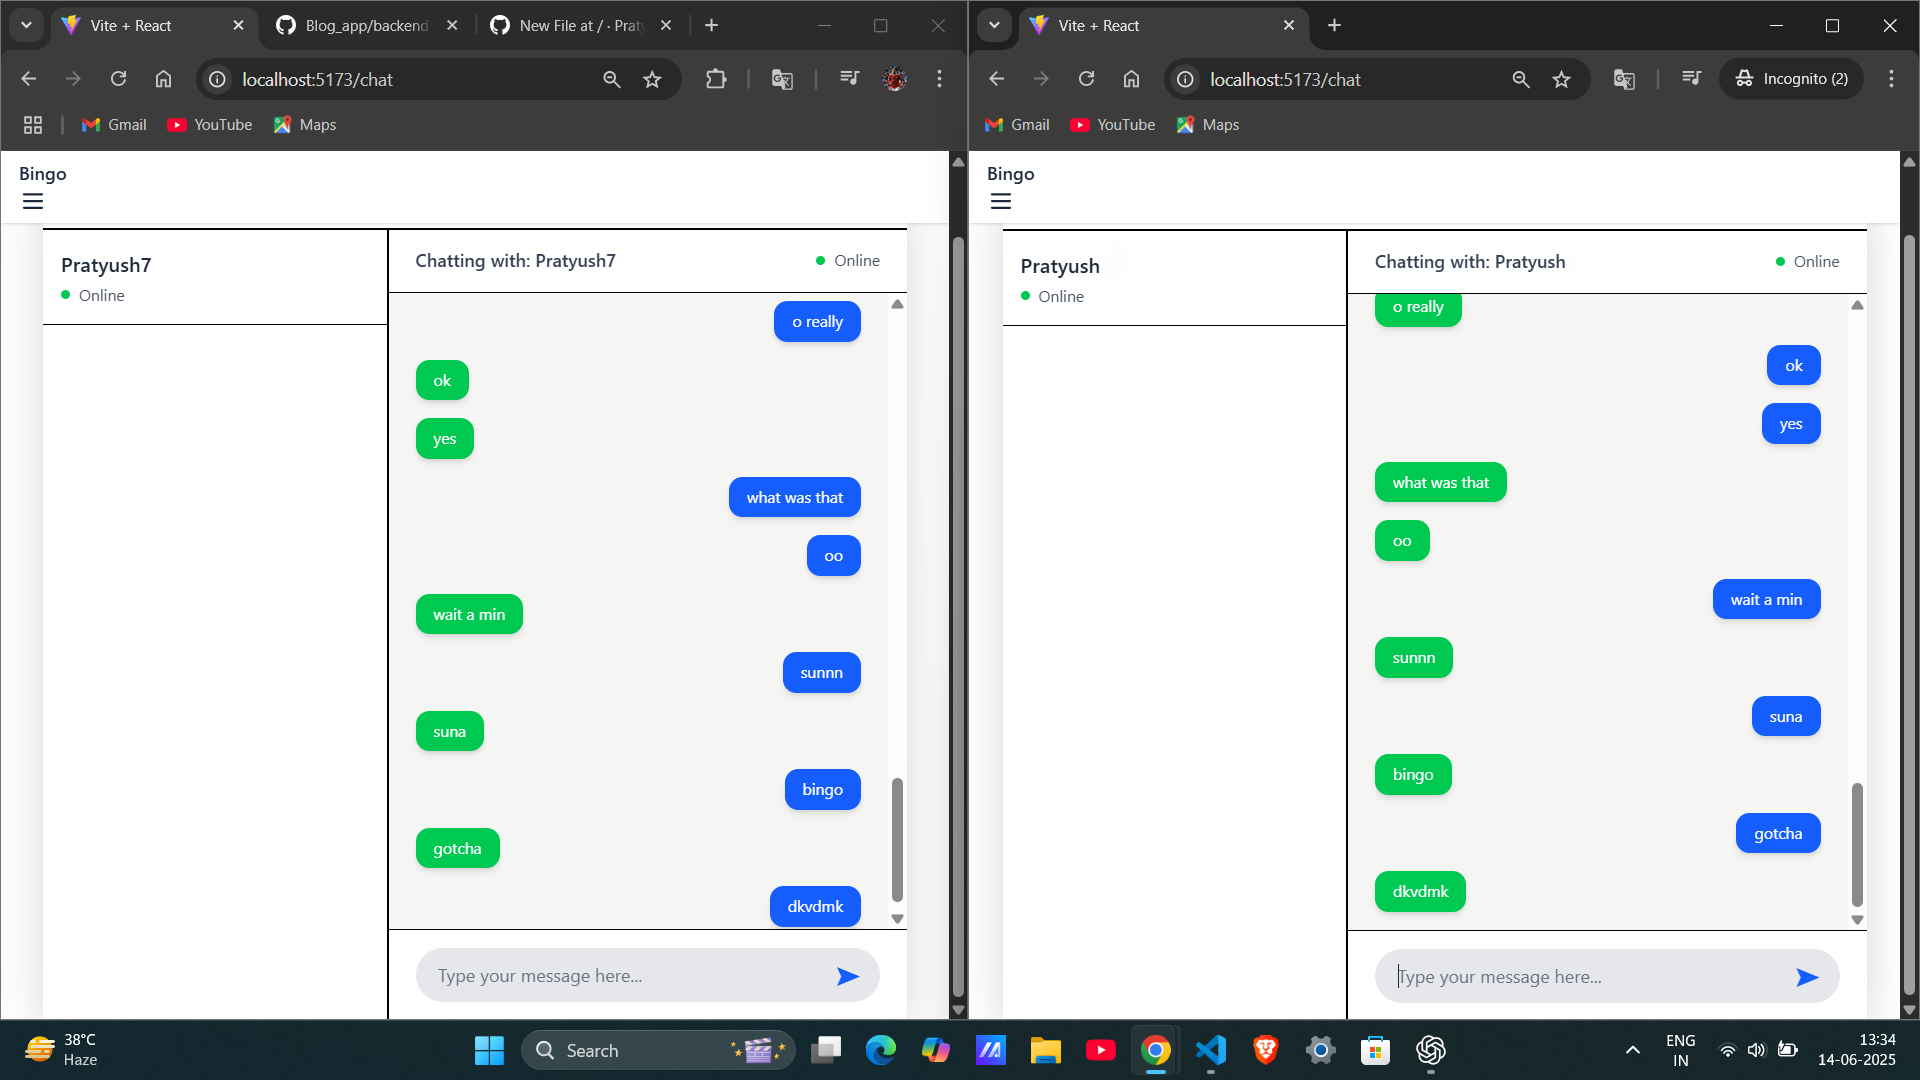 Vite + React
Blog_app/backend
New File at / · Prat
localhost:5173/chat
Gmail
YouTube
Maps
Bingo
Pratyush7
Online
Chatting with: Pratyush7
Online
o really
ok
yes
what was that
oo
wait a min
sunnn
suna
bingo
gotcha
dkvdmk
Type your message here...
Vite + React
localhost:5173/chat
Incognito (2)
Gmail
YouTube
Maps
Bingo
Pratyush
Online
Chatting with: Pratyush
Online
o really
ok
yes
what was that
oo
wait a min
sunnn
suna
bingo
gotcha
dkvdmk
Type your message here...
38°C
Haze
Search
ENG
IN
13:34
14-06-2025